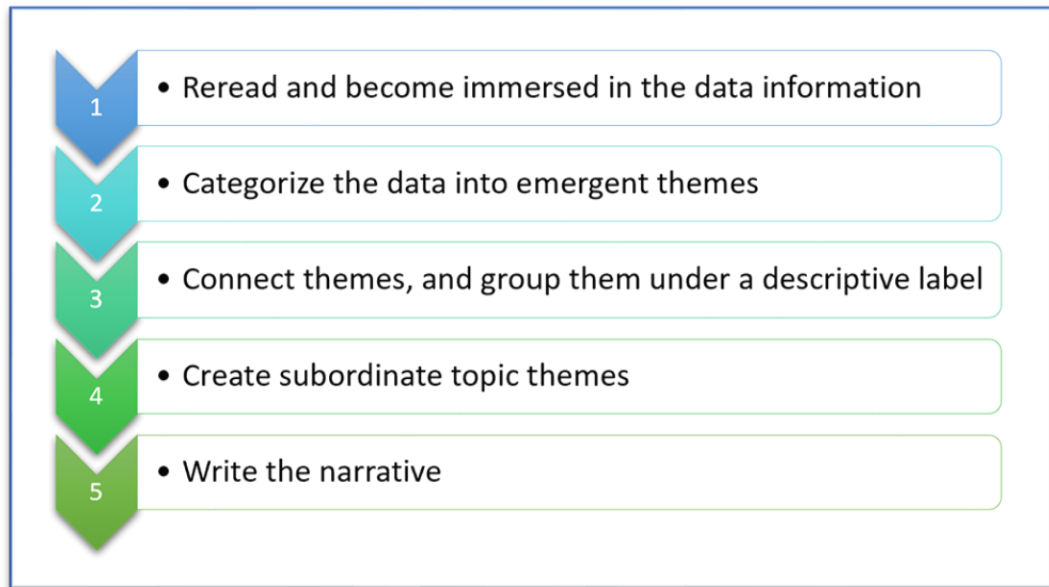 1
• Reread and become immersed in the data information
2
• Categorize the data into emergent themes
3
• Connect themes, and group them under a descriptive label
4
• Create subordinate topic themes
5
• Write the narrative